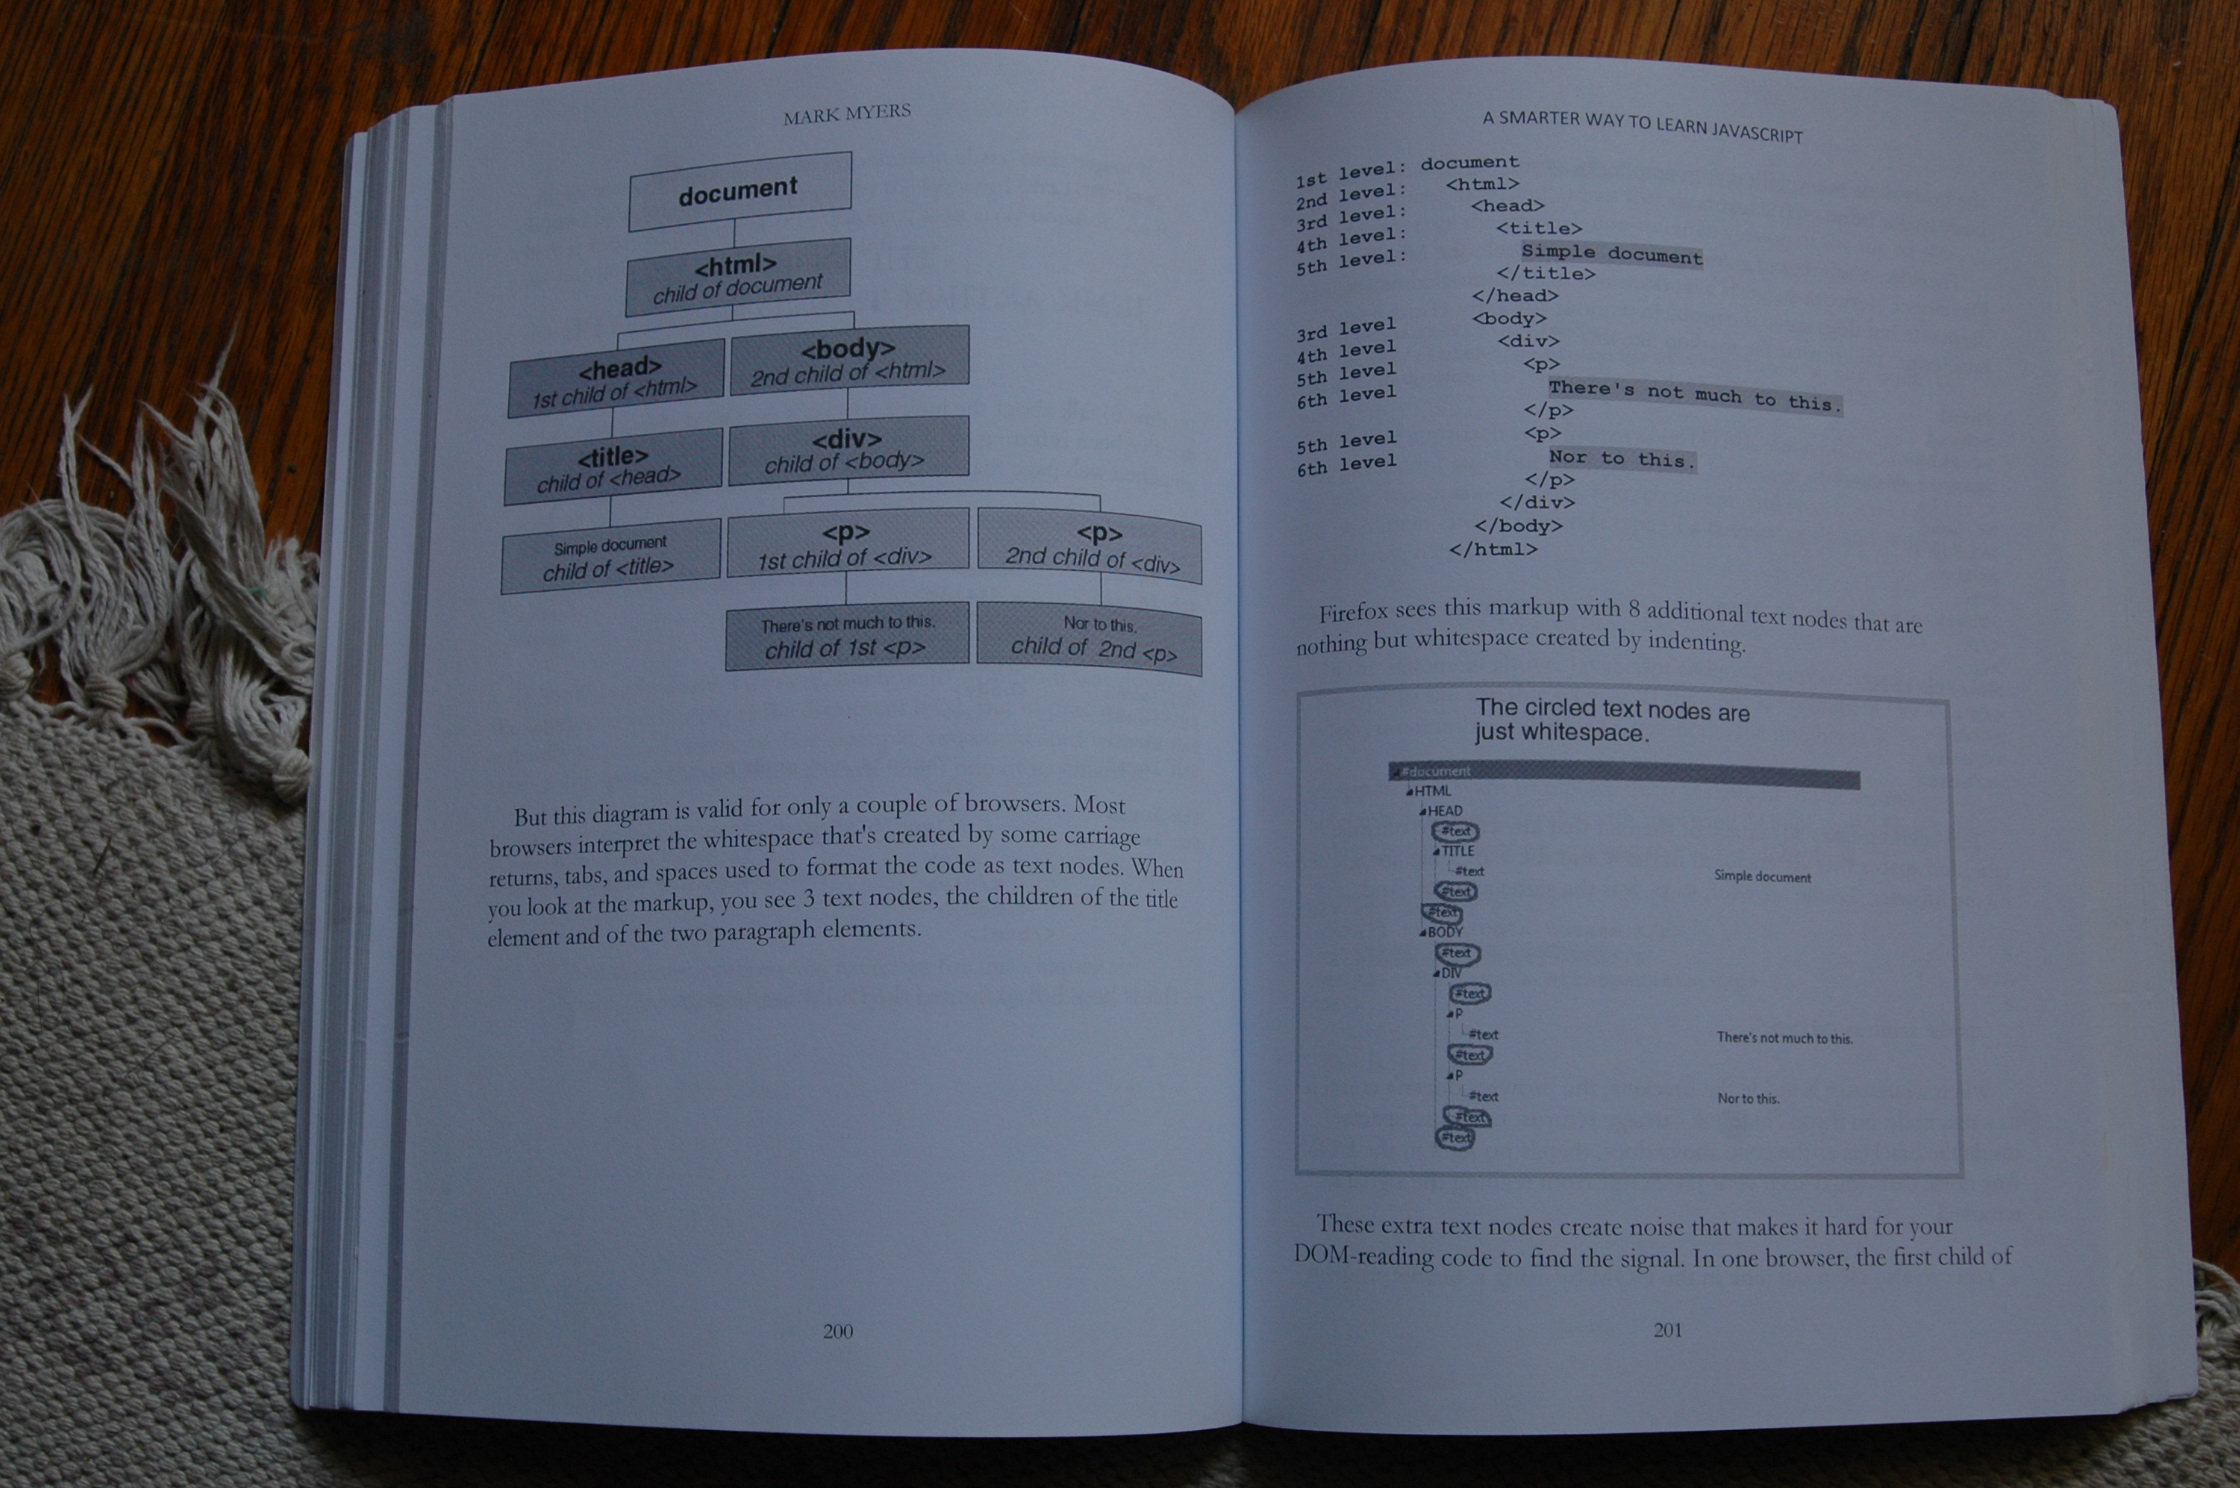 MARK MYERS
document
<html>
child of document
<head>
1st child of <html>
<body>
2nd child of <html>
<title>
child of <head>
<div>
child of <body>
Simple document
child of <title>
<p>
1st child of <div>
<p>
2nd child of <div>
There's not much to this.
child of 1st <p>
Nor to this.
child of 2nd <p>
But this diagram is valid for only a couple of browsers. Most
browsers interpret the whitespace that's created by some carriage
returns, tabs, and spaces used to format the code as text nodes. When
you look at the markup, you see 3 text nodes, the children of the title
element and of the two paragraph elements.
200
A SMARTER WAY TO LEARN JAVASCRIPT
1st level: document
2nd level: <html>
3rd level: <head>
4th level: <title>
5th level: Simple document
</title>
</head>
3rd level <body>
4th level <div>
5th level <p>
6th level There's not much to this.
</p>
5th level <p>
6th level Nor to this.
</p>
</div>
</body>
</html>
Firefox sees this markup with 8 additional text nodes that are
nothing but whitespace created by indenting.
The circled text nodes are
just whitespace.
#document
HTML
HEAD
#text
TITLE
#text Simple document
#text
#text
BODY
#text
DIV
#text
P
#text There's not much to this.
#text
P
#text Nor to this.
#text
#text
These extra text nodes create noise that makes it hard for your
DOM-reading code to find the signal. In one browser, the first child of
201